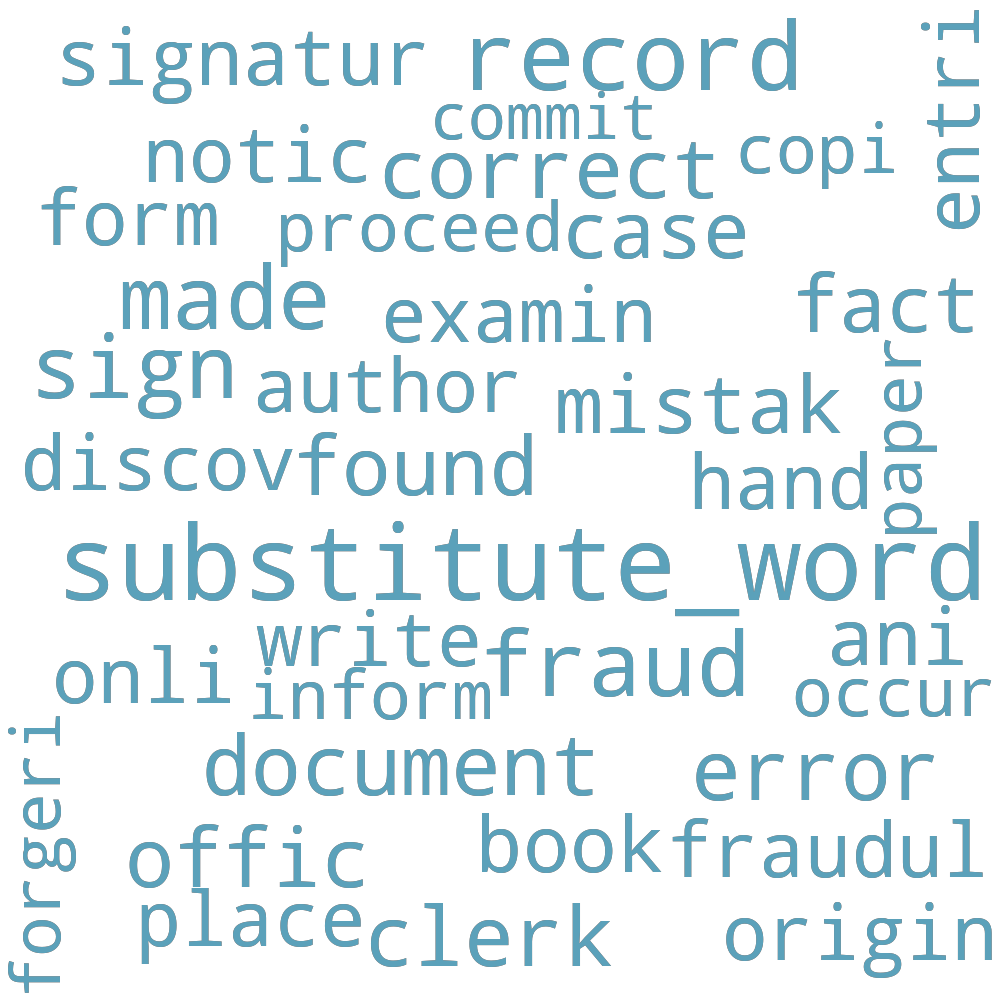 signatur
record
entri
commit
notic
correct
copi
form
proceed
case
made
examin
fact
sign
author
mistak
paper
discov
found
hand
substitute_word
write
fraud
ani
onli
inform
occur
forgeri
document
error
offic
book
fraudul
place
clerk
origin